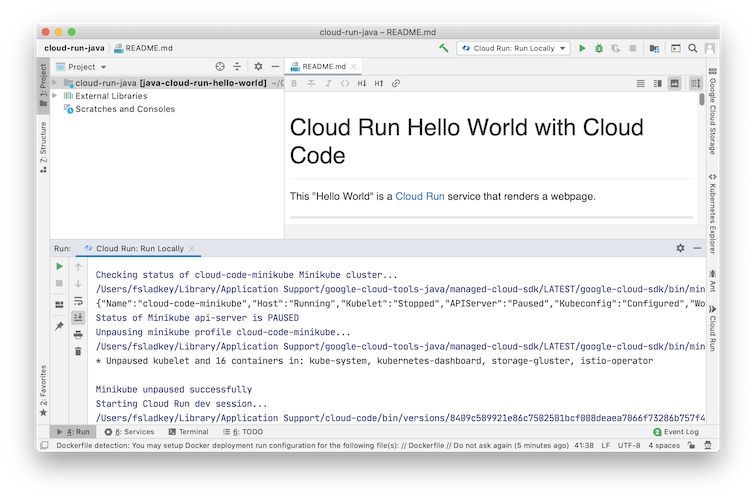 cloud-run-java – README.md
cloud-run-java README.md
Cloud Run: Run Locally
Project
README.md
1: Project
cloud-run-java [java-cloud-run-hello-world]
External Libraries
Scratches and Consoles
Z: Structure
Google Cloud Storage
Kubernetes Explorer
Ant
Cloud Run
B I H↓ H↑
Cloud Run Hello World with Cloud
Code
This "Hello World" is a Cloud Run service that renders a webpage.
Run: Cloud Run: Run Locally
Checking status of cloud-code-minikube Minikube cluster...
/Users/fsladkey/Library/Application Support/google-cloud-tools-java/managed-cloud-sdk/LATEST/google-cloud-sdk/bin/min
{"Name":"cloud-code-minikube","Host":"Running","Kubelet":"Stopped","APIServer":"Paused","Kubeconfig":"Configured","Wo
Status of Minikube api-server is PAUSED
Unpausing minikube profile cloud-code-minikube...
/Users/fsladkey/Library/Application Support/google-cloud-tools-java/managed-cloud-sdk/LATEST/google-cloud-sdk/bin/min
* Unpaused kubelet and 16 containers in: kube-system, kubernetes-dashboard, storage-gluster, istio-operator
Minikube unpaused successfully
Starting Cloud Run dev session...
/Users/fsladkey/Library/Application Support/cloud-code/bin/versions/8409c589921e86c7502501bcf008deaea7066f73286b757f4
2: Favorites
4: Run 8: Services Terminal 6: TODO 2 Event Log
Dockerfile detection: You may setup Docker deployment run configuration for the following file(s): // Dockerfile // Do not ask again (5 minutes ago) 41:38 LF UTF-8 4 spaces